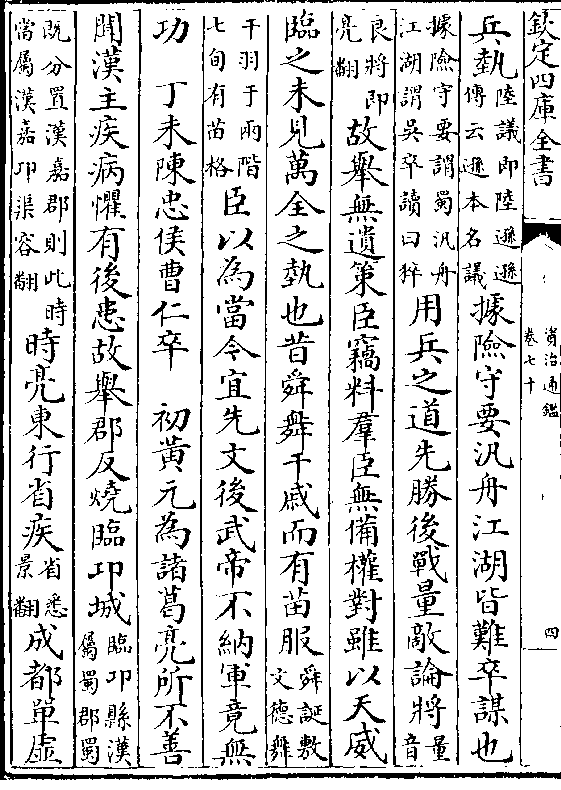 欽定四庫全書
資治通鑑
卷七十
四
兵埶陸議即陸遜遜傳云遜本名議據險守要汎舟江湖皆難卒謀也
據險守要謂蜀汎舟江湖謂吳卒讀曰猝用兵之道先勝後戰量敵論將量音
良將即亮翻故舉無遺策臣竊料羣臣無備權對雖以天威
臨之未見萬全之埶也昔舜舞干戚而有苗服舜誕敷文德舞
干羽于兩階七旬有苗格臣以為當今宜先文後武帝不納軍竟無
功 丁未陳忠侯曹仁卒 初黃元為諸葛亮所不善
聞漢主疾病懼有後患故舉郡反燒臨卭城臨卭縣漢屬蜀郡蜀
既分置漢嘉郡則此時當屬漢嘉卭渠容翻時亮東行省疾省悉景翻成都單虛